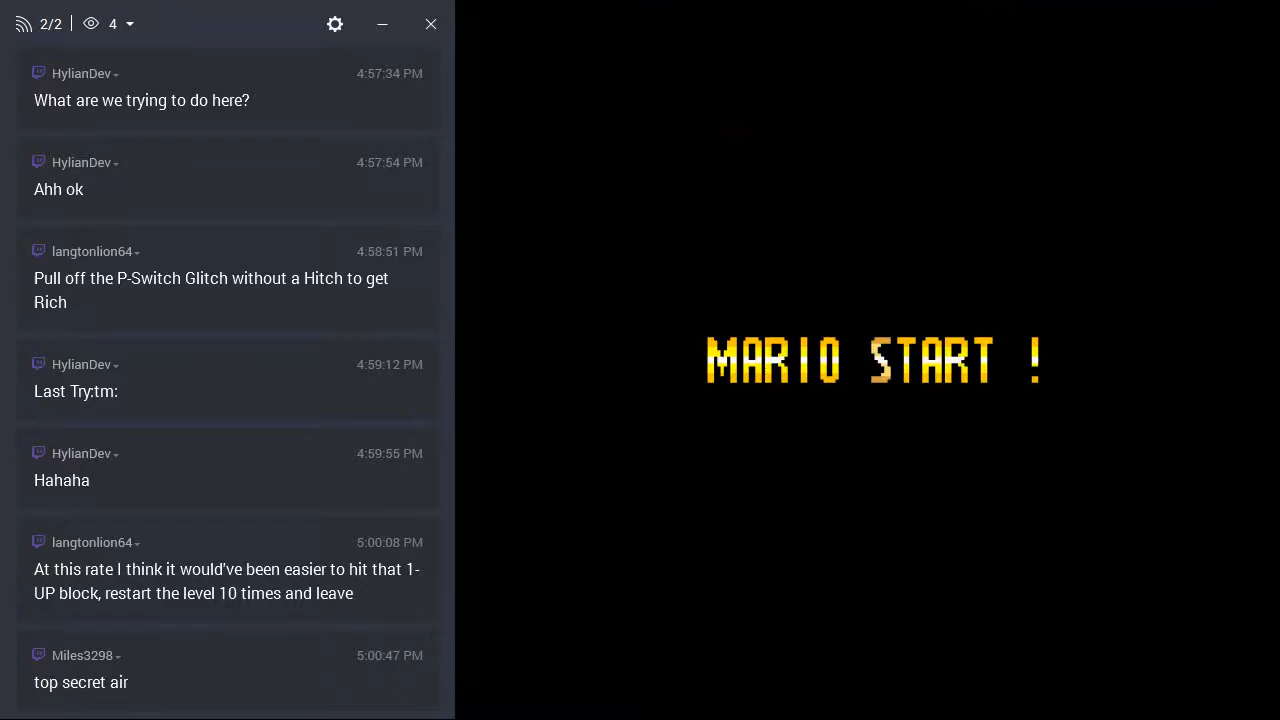 2/2 4
HylianDev 4:57:34 PM
What are we trying to do here?
HylianDev 4:57:54 PM
Ahh ok
langtonlion64 4:58:51 PM
Pull off the P-Switch Glitch without a Hitch to get
Rich
HylianDev 4:59:12 PM
Last Try:tm:
HylianDev 4:59:55 PM
Hahaha
langtonlion64 5:00:08 PM
At this rate I think it would've been easier to hit that 1-
UP block, restart the level 10 times and leave
Miles3298 5:00:47 PM
top secret air
MARIO START !